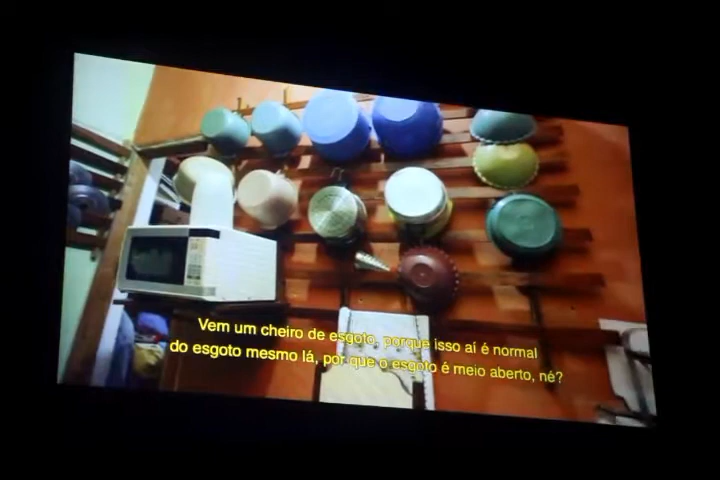 Vem um cheiro de esgoto, porque isso aí é normal
do esgoto mesmo lá, por que o esgoto é meio aberto, né?